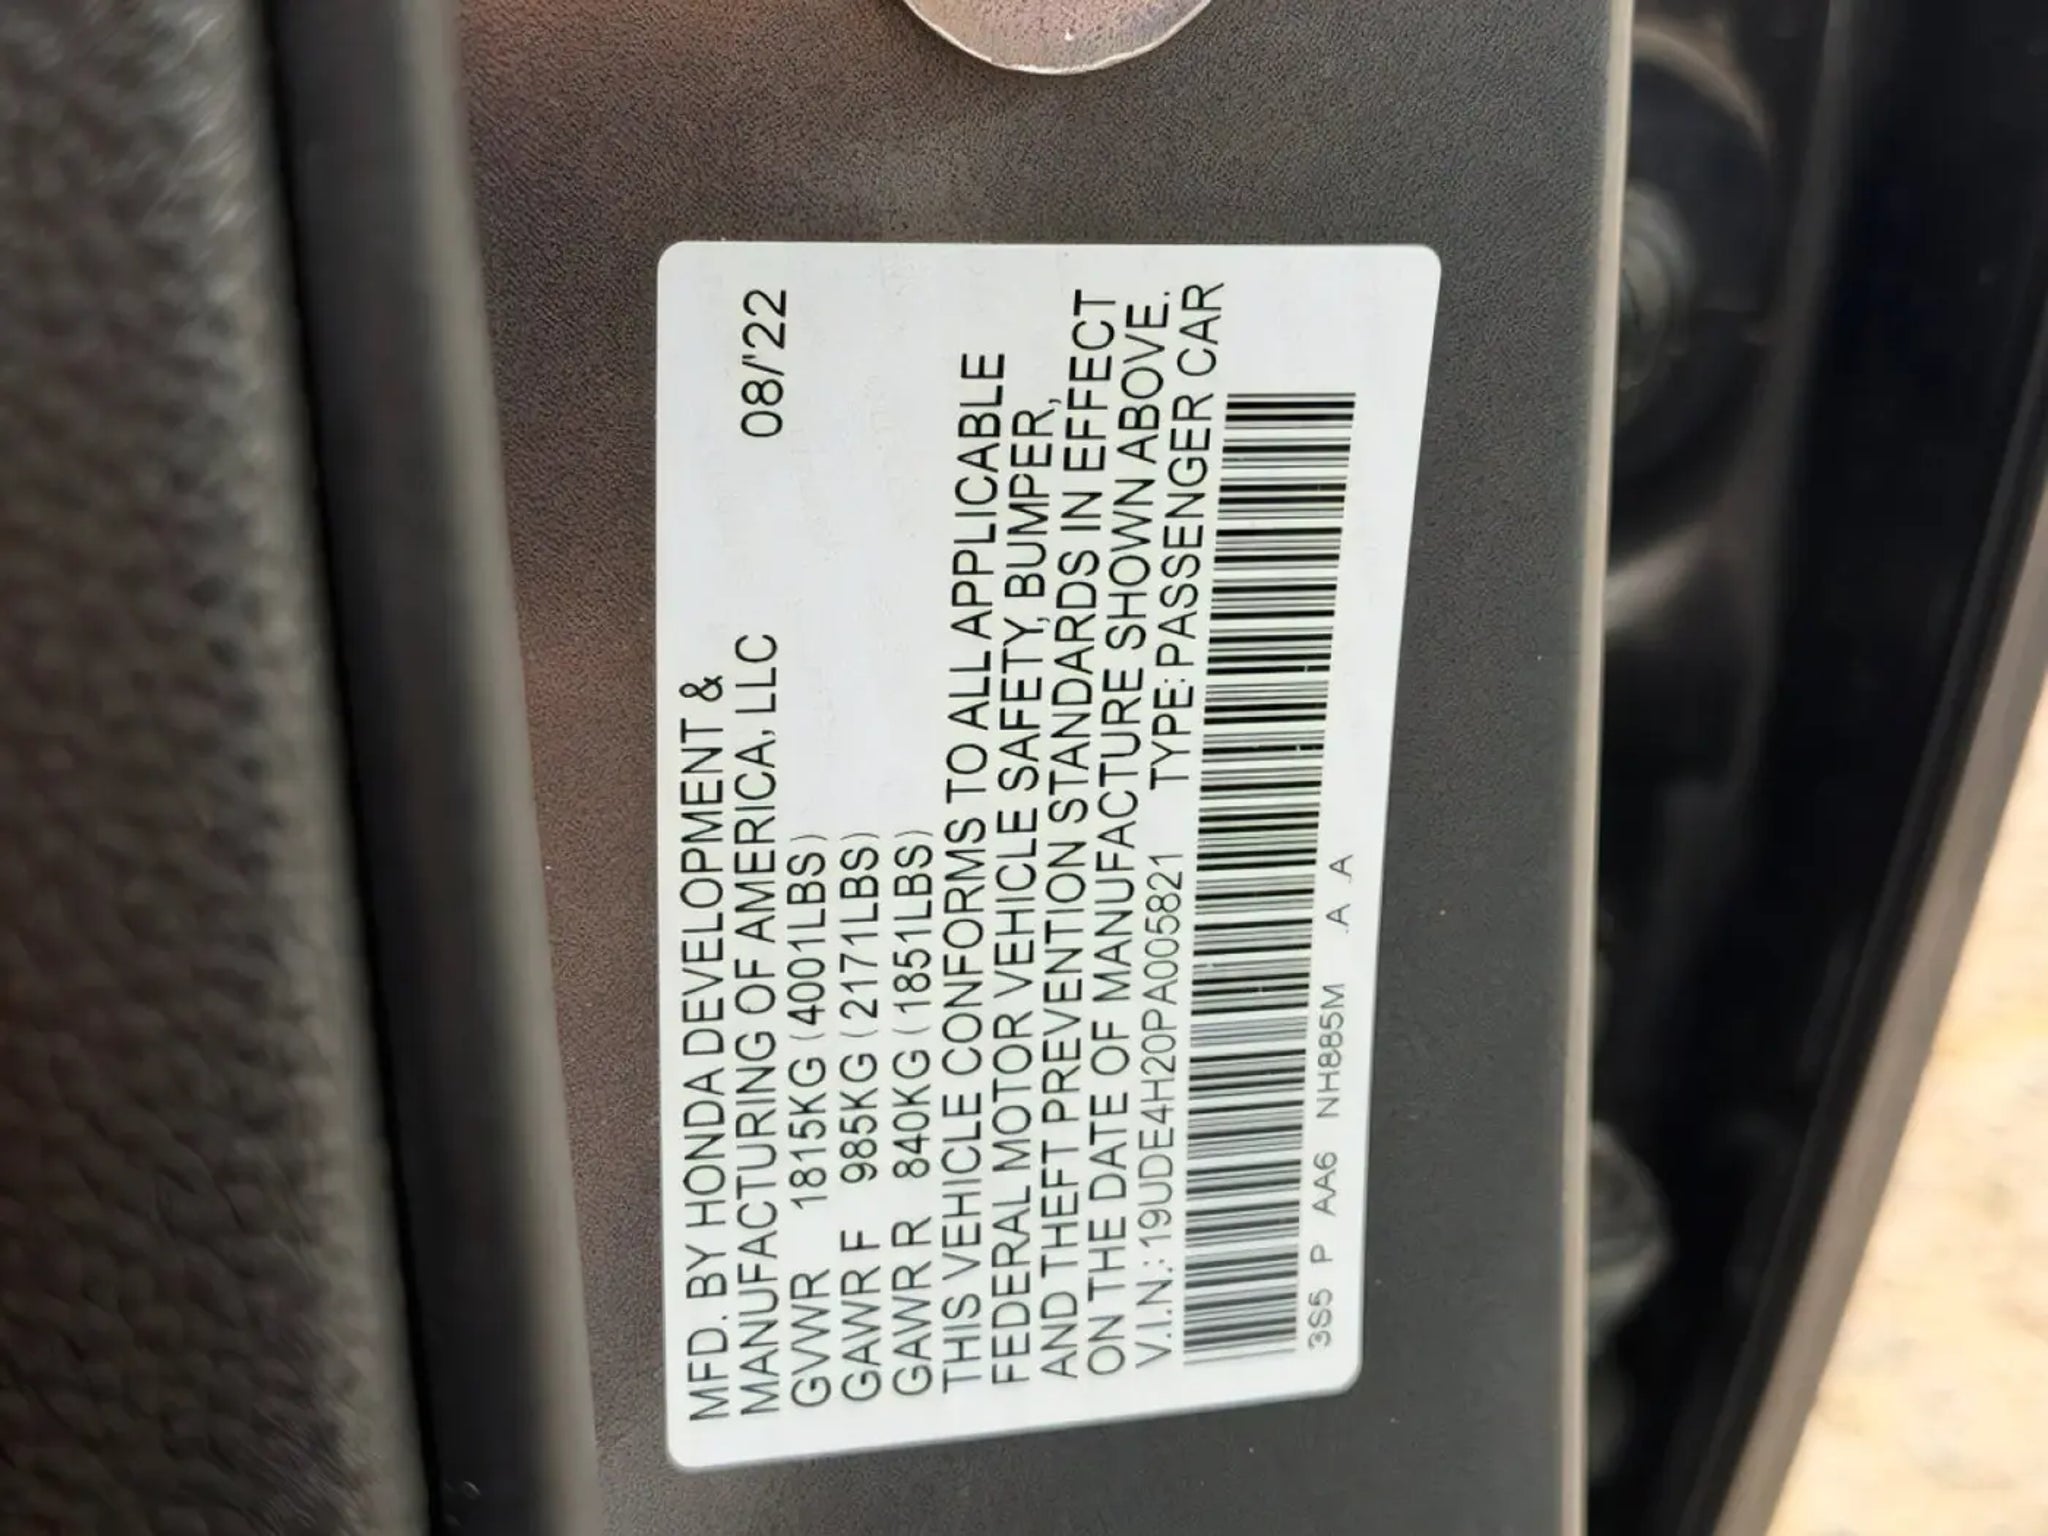 MFD. BY HONDA DEVELOPMENT &
MANUFACTURING OF AMERICA, LLC 08/'22
GVWR 1815KG (4001LBS)
GAWR F 985KG (2171LBS)
GAWR R 840KG (1851LBS)
THIS VEHICLE CONFORMS TO ALL APPLICABLE
FEDERAL MOTOR VEHICLE SAFETY, BUMPER,
AND THEFT PREVENTION STANDARDS IN EFFECT
ON THE DATE OF MANUFACTURE SHOWN ABOVE.
V.I.N.: 19UDE4H20PA005821 TYPE: PASSENGER CAR
3S5 P AA6 NH885M .A .A